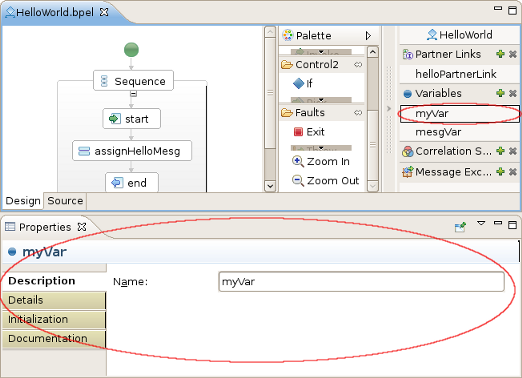 HelloWorld.bpel
Palette
HelloWorld
Partner Links
helloPartnerLink
Variables
myVar
mesgVar
Correlation S...
Message Exc...
Control2
If
Faults
Exit
Zoom In
Zoom Out
Sequence
start
assignHelloMesg
end
Design
Source
Properties
myVar
Description
Name:
myVar
Details
Initialization
Documentation